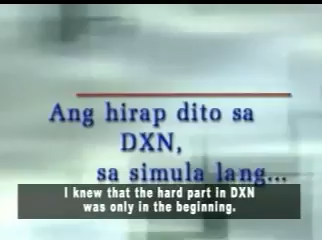 Ang hirap dito sa
DXN,
sa simula lang...
I knew that the hard part in DXN
was only in the beginning.